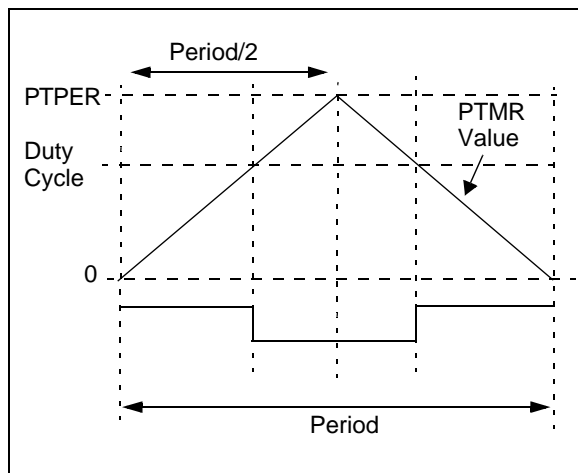 Period/2
PTPER
PTMR
Value
Duty
Cycle
0
Period